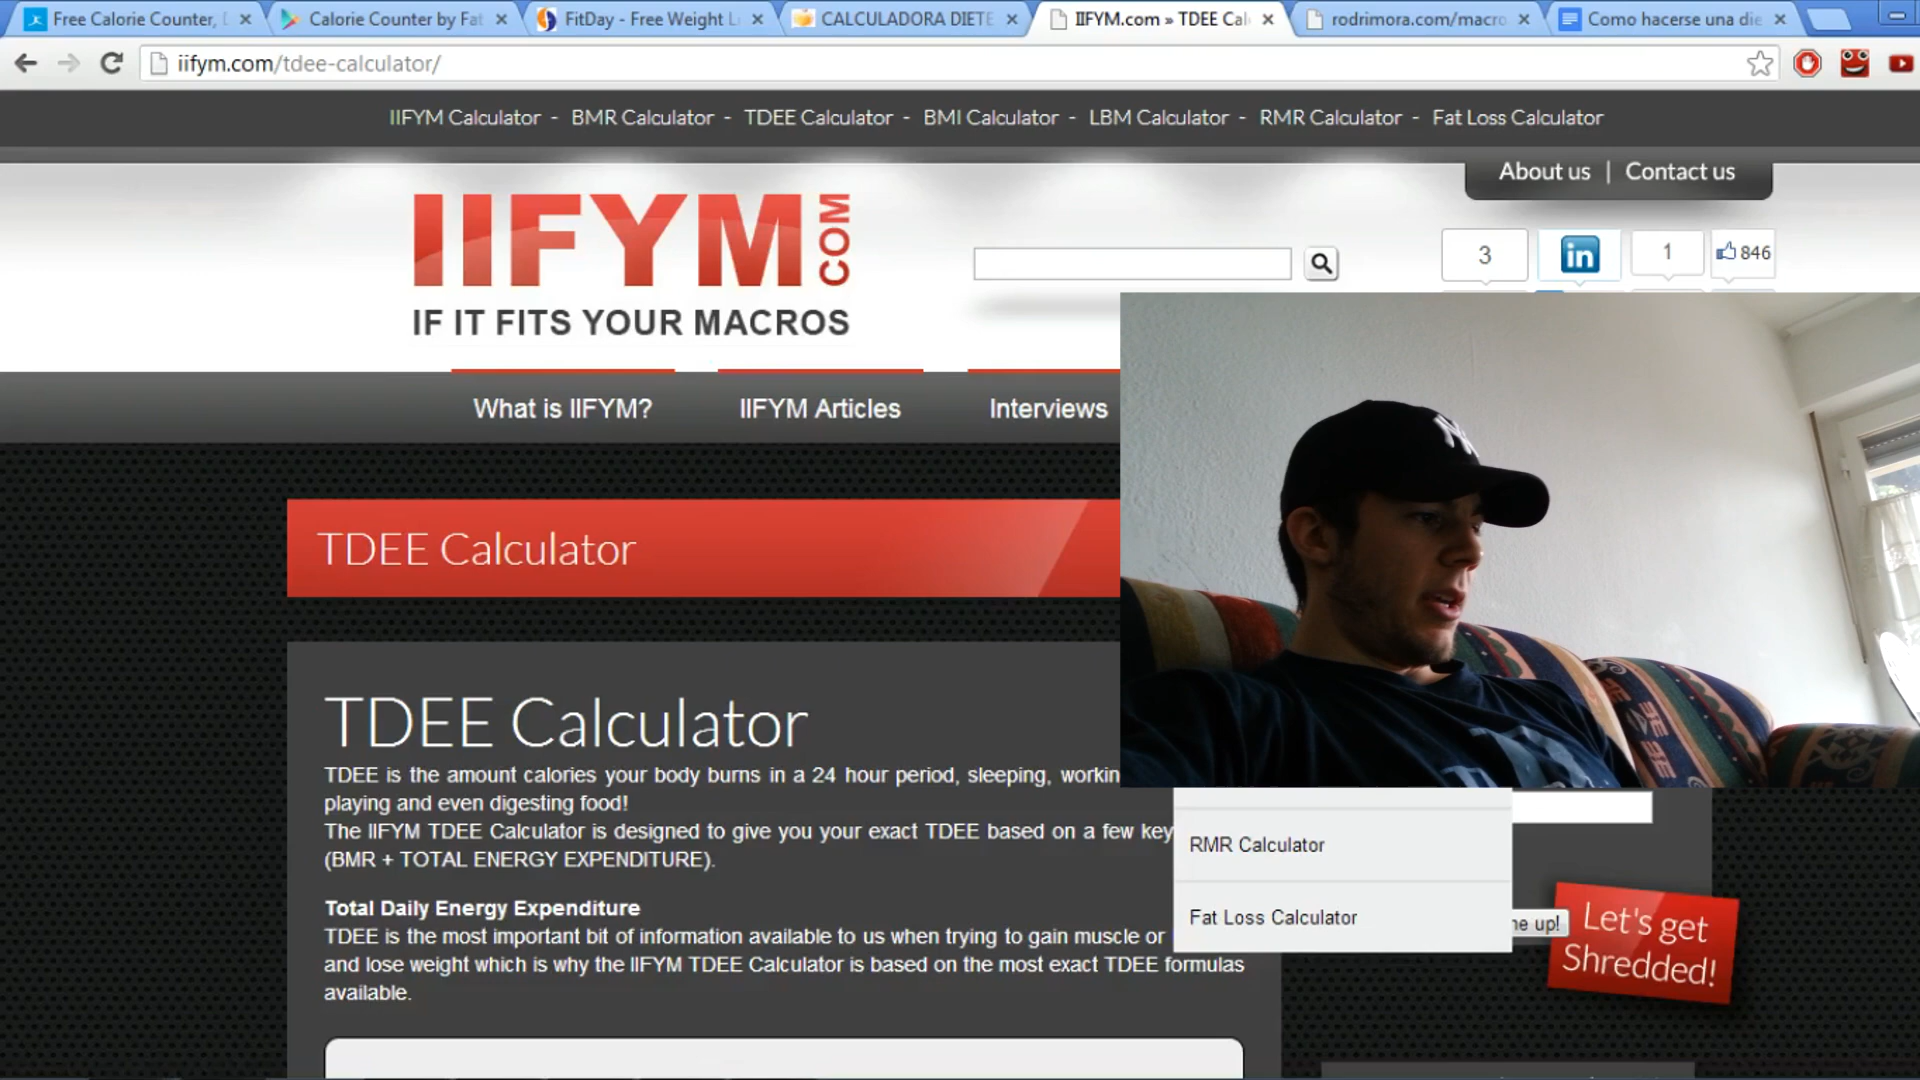 Free Calorie Counter,
Calorie Counter by Fat
FitDay - Free Weight L
CALCULADORA DIETE
IIFYM.com » TDEE Cal
rodrimora.com/macro
Como hacerse una die
iifym.com/tdee-calculator/
IIFYM Calculator - BMR Calculator - TDEE Calculator - BMI Calculator - LBM Calculator - RMR Calculator - Fat Loss Calculator
About us | Contact us
IIFYM.COM
IF IT FITS YOUR MACROS
3
in
1
846
What is IIFYM?
IIFYM Articles
Interviews
TDEE Calculator
TDEE Calculator
TDEE is the amount calories your body burns in a 24 hour period, sleeping, workin
playing and even digesting food!
The IIFYM TDEE Calculator is designed to give you your exact TDEE based on a few key
(BMR + TOTAL ENERGY EXPENDITURE).
RMR Calculator
Fat Loss Calculator
ne up!
Let's get
Shredded!
Total Daily Energy Expenditure
TDEE is the most important bit of information available to us when trying to gain muscle or
and lose weight which is why the IIFYM TDEE Calculator is based on the most exact TDEE formulas
available.